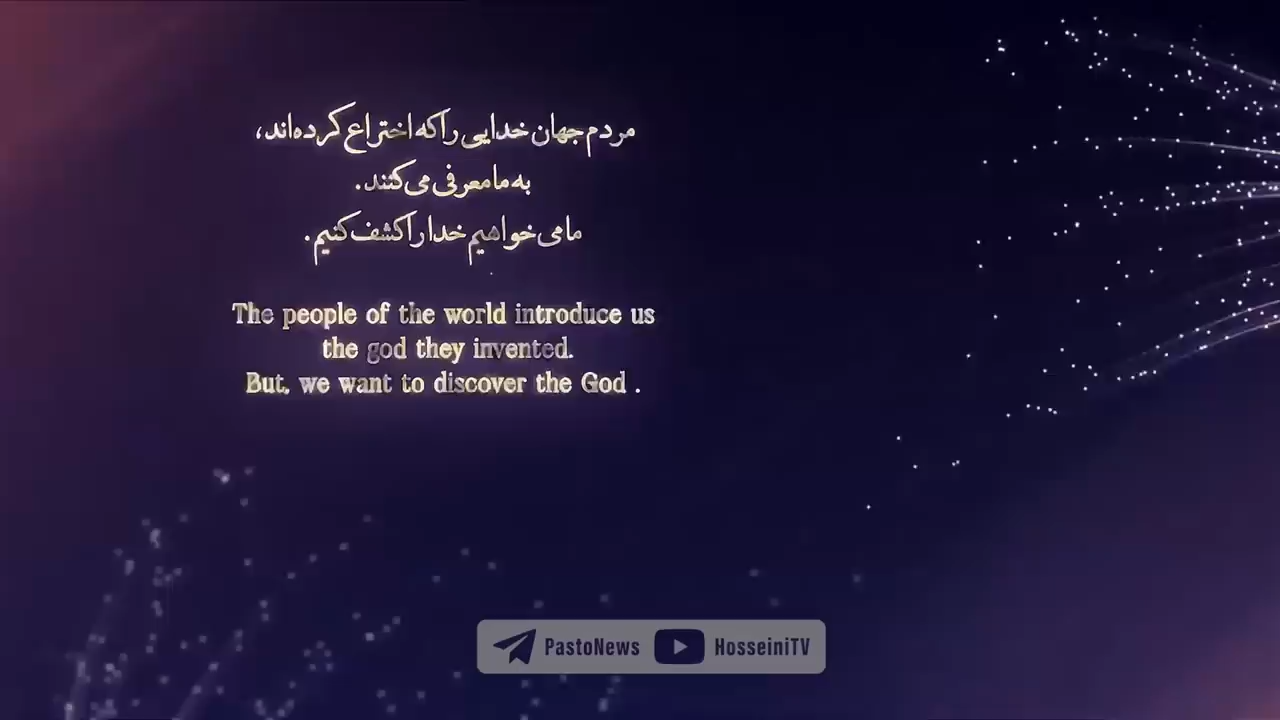 مردم جهان خدایی را که اختراع کرده‌اند،
به ما معرفی می‌کنند.
ما می‌خواهیم خدا را کشف کنیم.
The people of the world introduce us
the god they invented.
But, we want to discover the God .
PastoNews HosseiniTV